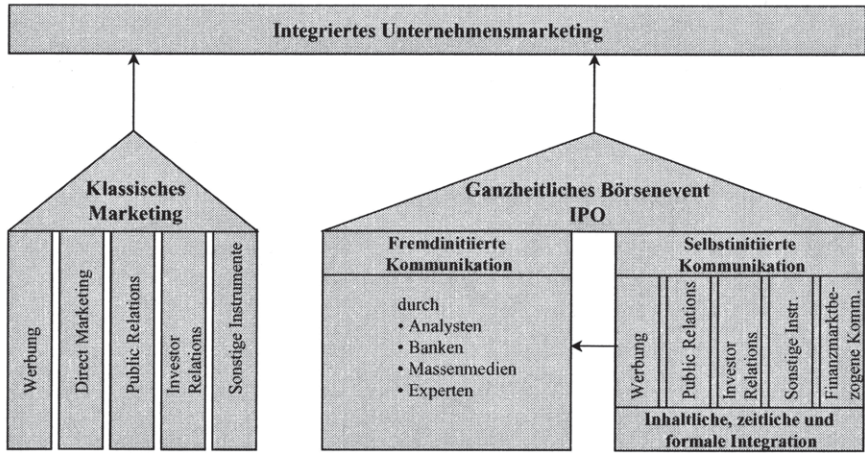 Integriertes Unternehmensmarketing
Klassisches
Marketing
Werbung
Direct Marketing
Public Relations
Investor
Relations
Sonstige Instrumente
Ganzheitliches Börsenevent
IPO
Fremdinitiierte
Kommunikation
durch
• Analysten
• Banken
• Massenmedien
• Experten
Selbstinitiierte
Kommunikation
Werbung
Public Relations
Investor
Relations
Sonstige Instr.
Finanzmarktbe-
zogene Komm.
Inhaltliche, zeitliche und
formale Integration